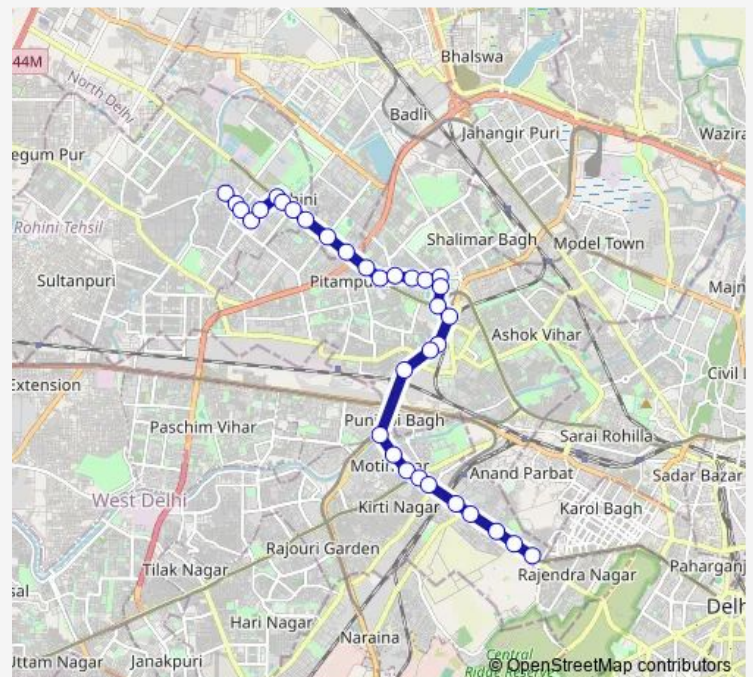 Bhalswa
44M
North Delhi
Badli
Jahangir Puri
Wazira
egum Pur
Rohini Tehsil
Shalimar Bagh
Model Town
Sultanpuri
Majn
Ashok Vihar
Civil
Extension
Paschim Vihar
Sarai Rohilla
Anand Parbat
Sadar Bazar
West Delhi
Kirti Nagar
Karol Bagh
Rajouri Garden
Tilak Nagar
Rajendra Nagar
Paharganj
Delh
Hari Nagar
Naraina
Uttam Nagar
Janakpuri
Central
Ridge Reserve
© OpenStreetMap contributors